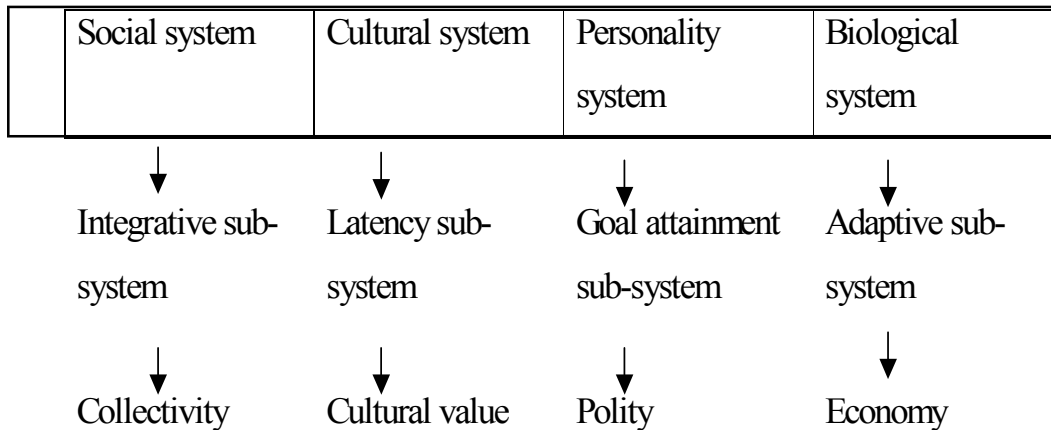 Social system Cultural system Personality Biological
system system
Integrative sub- Latency sub- Goal attainment Adaptive sub-
system system sub-system system
Collectivity Cultural value Polity Economy